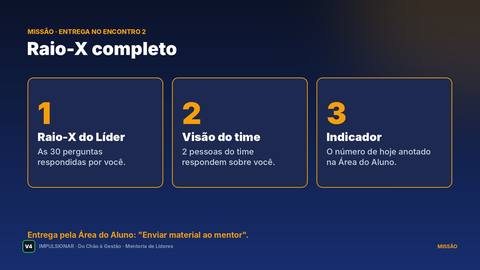 MISSÃO · ENTREGA NO ENCONTRO 2
Raio-X completo
1
Raio-X do Líder
As 30 perguntas
respondidas por você.
2
Visão do time
2 pessoas do time
respondem sobre você.
3
Indicador
O número de hoje anotado
na Área do Aluno.
Entrega pela Área do Aluno: "Enviar material ao mentor".
V4 IMPULSIONAR · Do Chão à Gestão · Mentoria de Líderes
MISSÃO